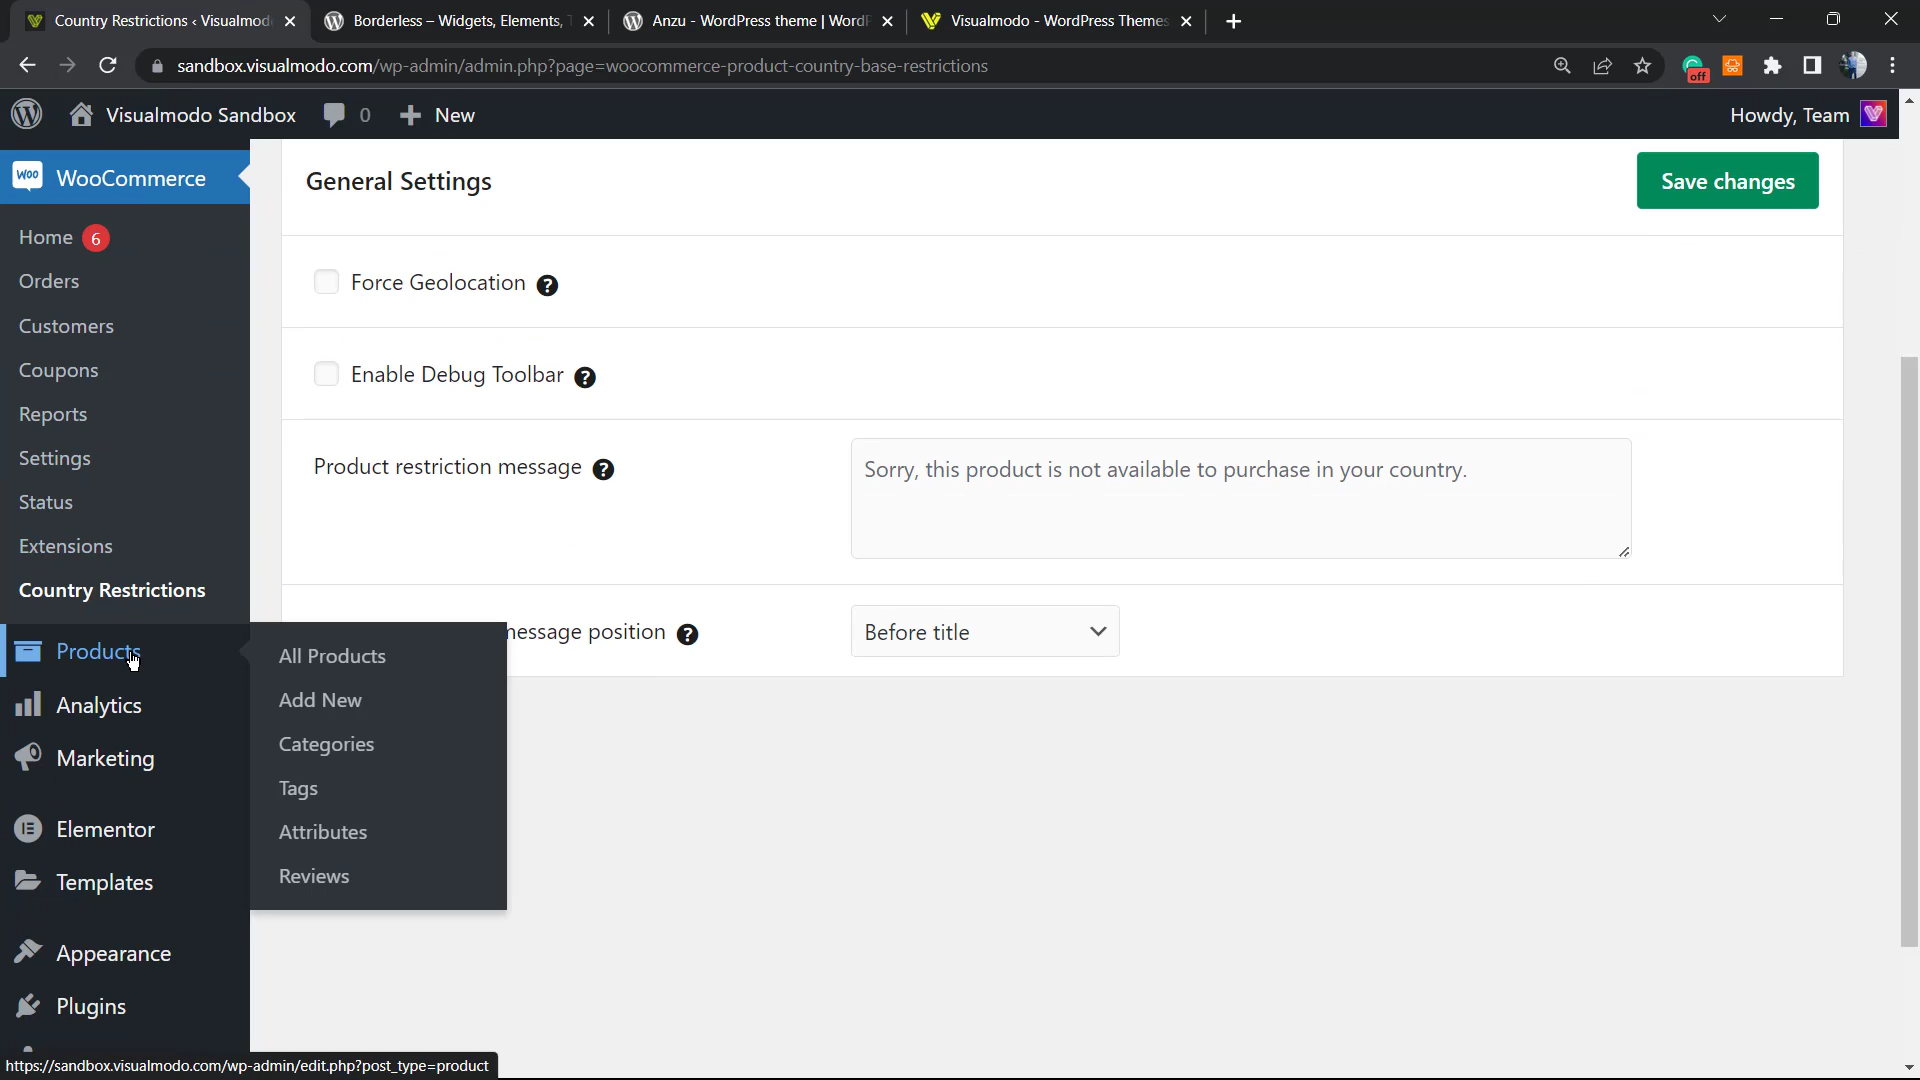 Country Restrictions ‹ Visualmod
Borderless – Widgets, Elements, T
Anzu - WordPress theme | WordP
Visualmodo - WordPress Themes
sandbox.visualmodo.com/wp-admin/admin.php?page=woocommerce-product-country-base-restrictions
off
Visualmodo Sandbox
0
New
Howdy, Team
Woo
WooCommerce
Home 6
Orders
Customers
Coupons
Reports
Settings
Status
Extensions
Country Restrictions
Products
Analytics
Marketing
Elementor
Templates
Appearance
Plugins
All Products
Add New
Categories
Tags
Attributes
Reviews
General Settings
Save changes
Force Geolocation ?
Enable Debug Toolbar ?
Product restriction message ?
Sorry, this product is not available to purchase in your country.
message position ?
Before title
https://sandbox.visualmodo.com/wp-admin/edit.php?post_type=product